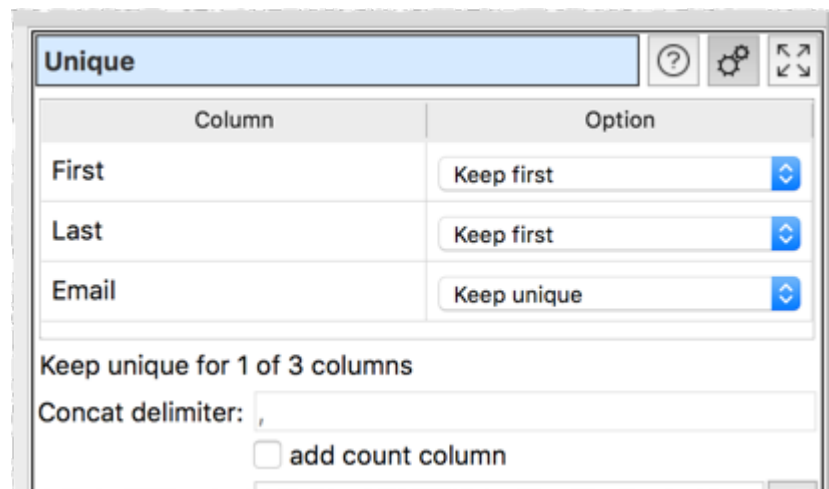 Unique
Column Option
First Keep first
Last Keep first
Email Keep unique
Keep unique for 1 of 3 columns
Concat delimiter: ,
add count column